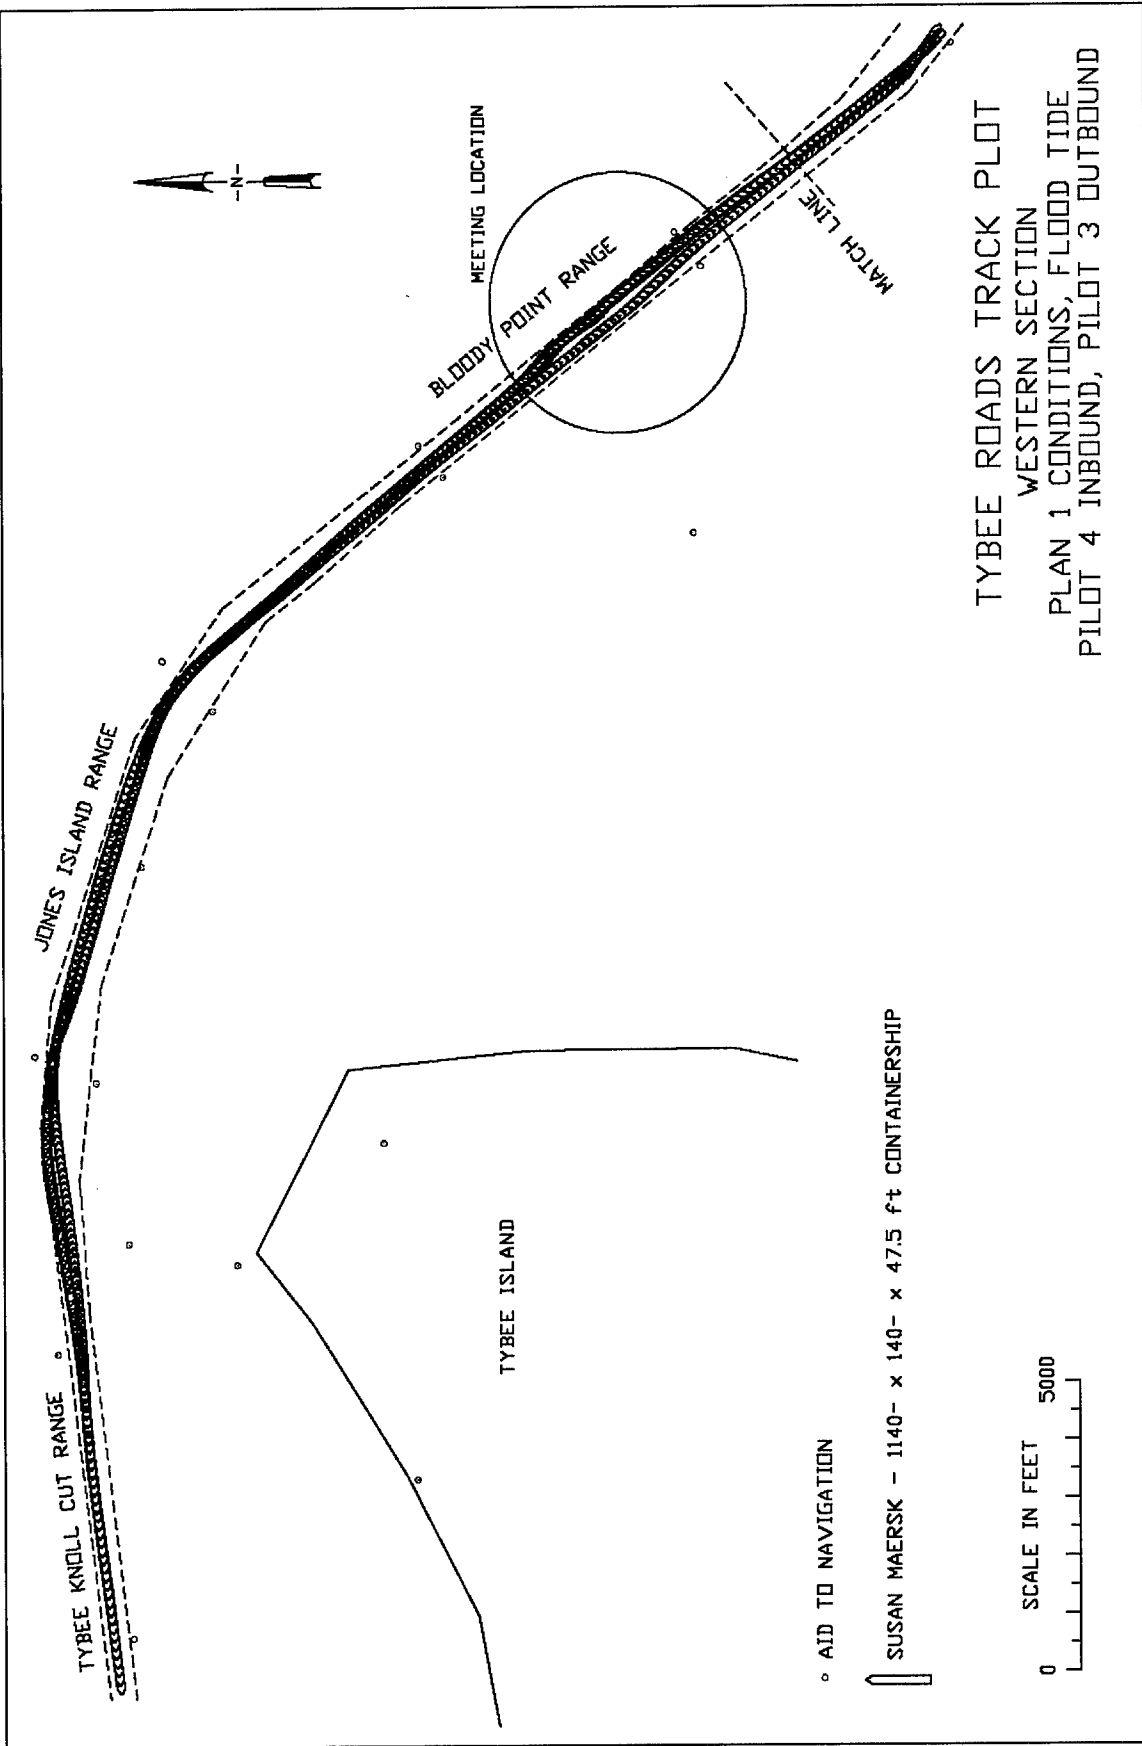 TYBEE KNOLL CUT RANGE
JONES ISLAND RANGE
-N-
MEETING LOCATION
BLOODY POINT RANGE
MATCH LINE
TYBEE ISLAND
AID TO NAVIGATION
SUSAN MAERSK - 1140- x 140- x 47.5 ft CONTAINERSHIP
SCALE IN FEET
0 5000
TYBEE ROADS TRACK PLOT
WESTERN SECTION
PLAN 1 CONDITIONS, FLOOD TIDE
PILOT 4 INBOUND, PILOT 3 OUTBOUND